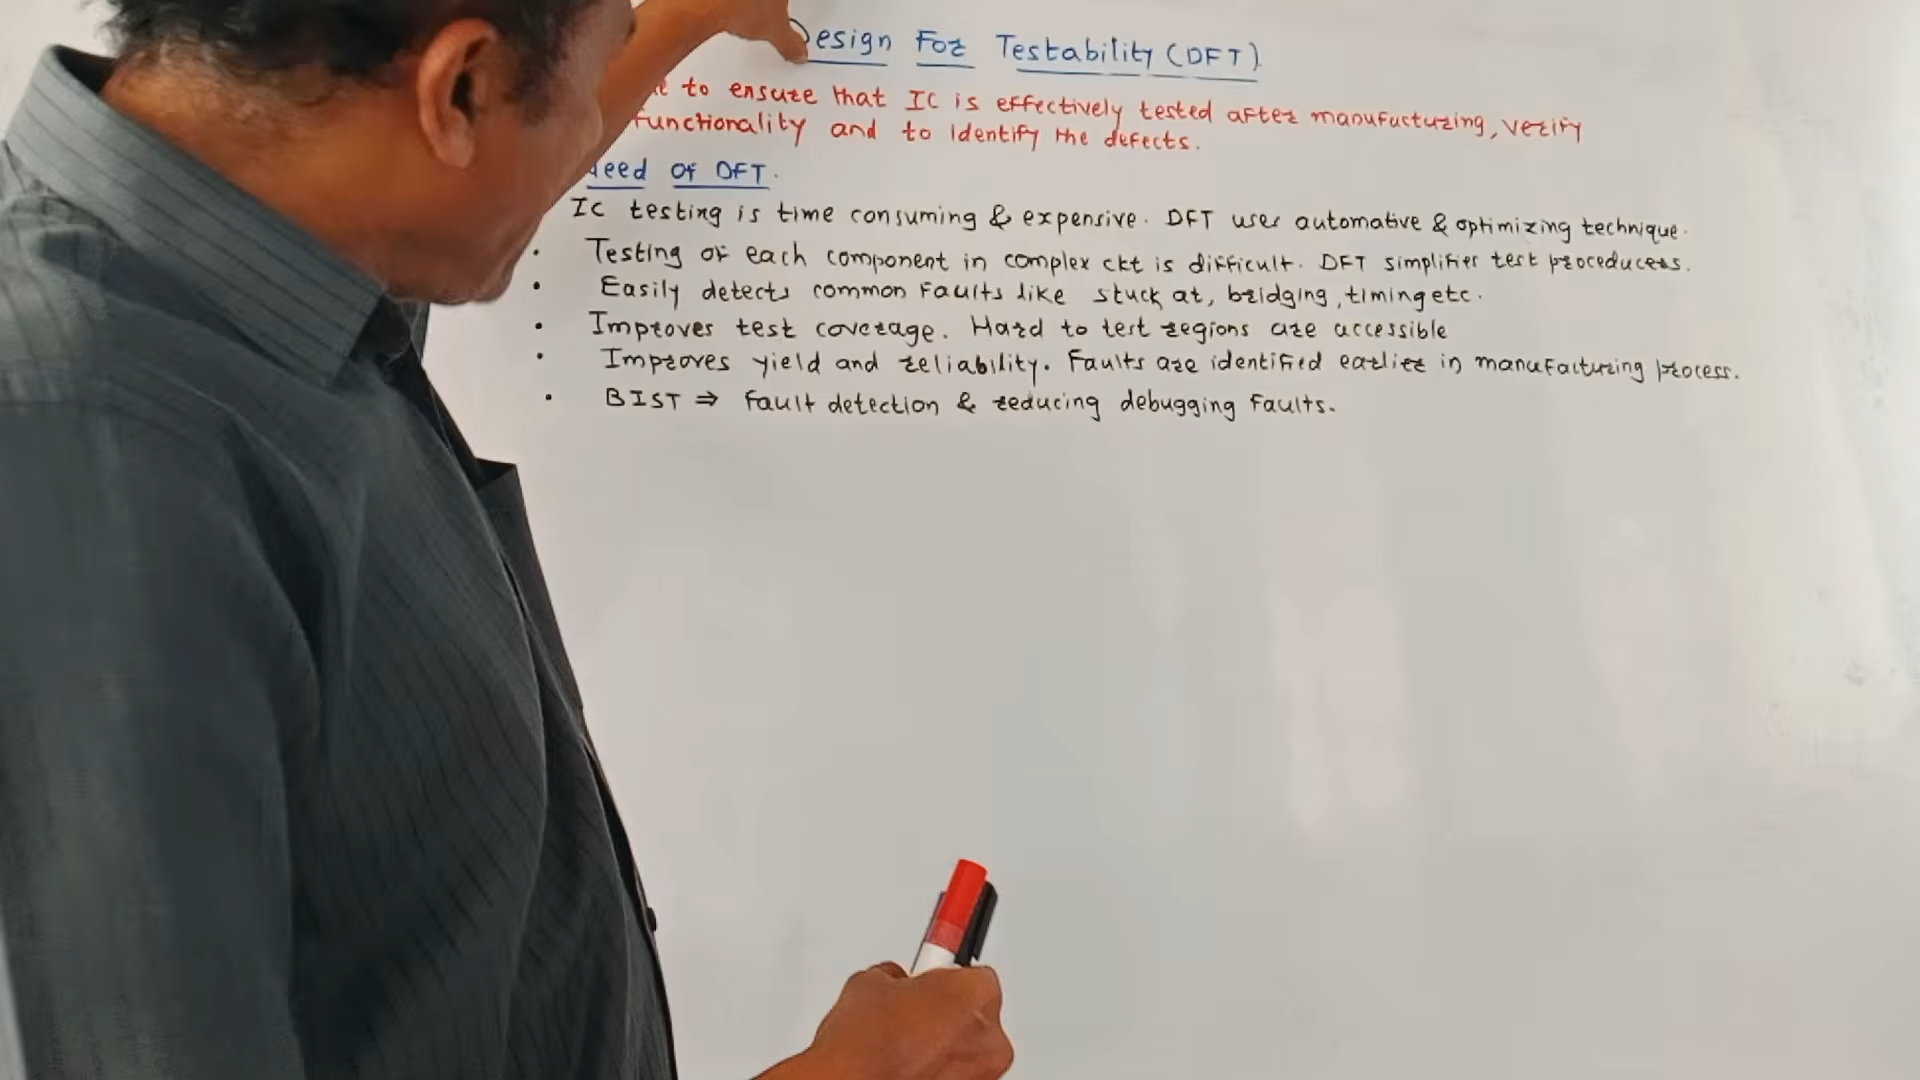 Design For Testability (DFT)
to ensure that IC is effectively tested after manufacturing, verify
functionality and to identify the defects.
Need of DFT.
IC testing is time consuming & expensive. DFT uses automative & optimizing technique.
• Testing of each component in complex ckt is difficult. DFT simplifies test proceducers.
• Easily detects common faults like stuck at, bridging, timing etc.
• Improves test coverage. Hard to test regions are accessible
• Improves yield and reliability. Faults are identified earlier in manufacturing process.
• BIST ⇒ Fault detection & reducing debugging faults.